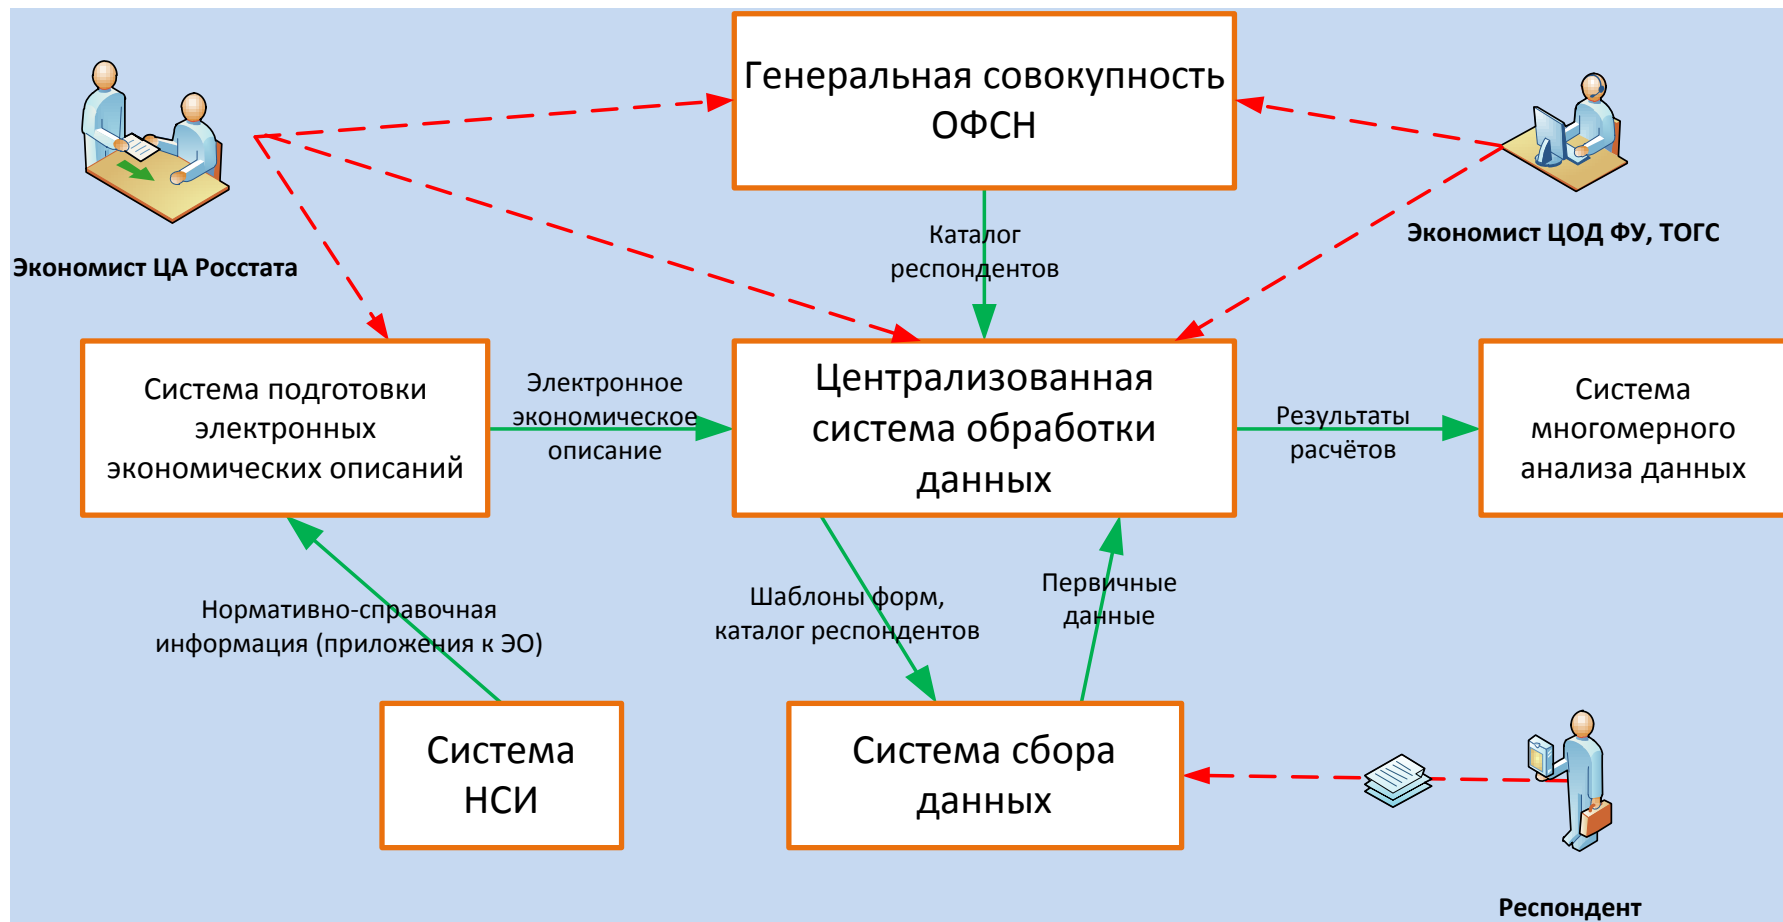 Генеральная совокупность
ОФСН
Экономист ЦА Росстата
Экономист ЦОД ФУ, ТОГС
Каталог
респондентов
Система подготовки
электронных
экономических описаний
Электронное
экономическое
описание
Централизованная
система обработки
данных
Результаты
расчётов
Система
многомерного
анализа данных
Нормативно-справочная
информация (приложения к ЭО)
Шаблоны форм,
каталог респондентов
Первичные
данные
Система
НСИ
Система сбора
данных
Респондент